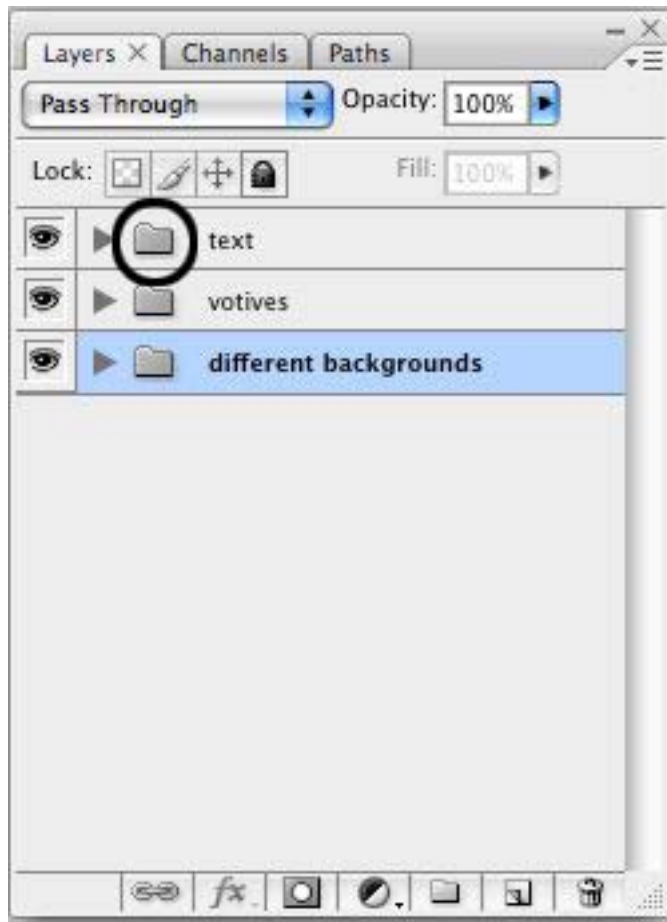 Layers Channels Paths
Pass Through Opacity: 100%
Lock: Fill: 100%
text
votives
different backgrounds
fx